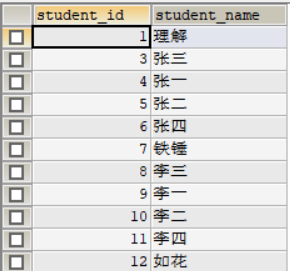 student_id student_name
1 理解
3 张三
4 张一
5 张二
6 张四
7 铁锤
8 李三
9 李一
10 李二
11 李四
12 如花